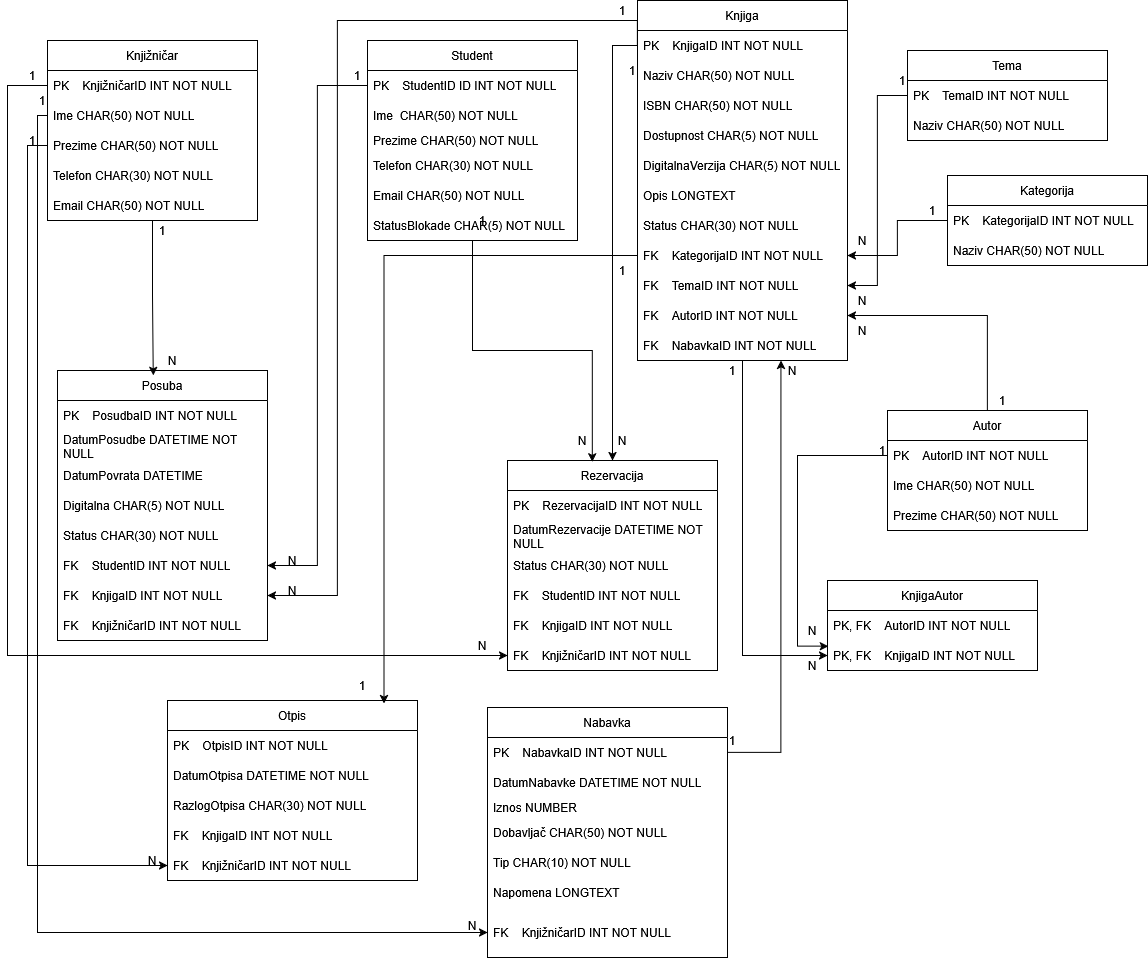 Knjižničar
PK KnjižničarID INT NOT NULL
Ime CHAR(50) NOT NULL
Prezime CHAR(50) NOT NULL
Telefon CHAR(30) NOT NULL
Email CHAR(50) NOT NULL
1
1
1
1
N
Student
PK StudentID ID INT NOT NULL
Ime CHAR(50) NOT NULL
Prezime CHAR(50) NOT NULL
Telefon CHAR(30) NOT NULL
Email CHAR(50) NOT NULL
StatusBlokade CHAR(5) NOT NULL
1
1
Knjiga
PK KnjigaID INT NOT NULL
Naziv CHAR(50) NOT NULL
ISBN CHAR(50) NOT NULL
Dostupnost CHAR(5) NOT NULL
DigitalnaVerzija CHAR(5) NOT NULL
Opis LONGTEXT
Status CHAR(30) NOT NULL
FK KategorijaID INT NOT NULL
FK TemaID INT NOT NULL
FK AutorID INT NOT NULL
FK NabavkaID INT NOT NULL
1
1
1
1
N
N
N
N
Tema
PK TemaID INT NOT NULL
Naziv CHAR(50) NOT NULL
1
Kategorija
PK KategorijaID INT NOT NULL
Naziv CHAR(50) NOT NULL
1
Posuba
PK PosudbaID INT NOT NULL
DatumPosudbe DATETIME NOT
NULL
DatumPovrata DATETIME
Digitalna CHAR(5) NOT NULL
Status CHAR(30) NOT NULL
FK StudentID INT NOT NULL
FK KnjigaID INT NOT NULL
FK KnjižničarID INT NOT NULL
N
N
Rezervacija
PK RezervacijaID INT NOT NULL
DatumRezervacije DATETIME NOT
NULL
Status CHAR(30) NOT NULL
FK StudentID INT NOT NULL
FK KnjigaID INT NOT NULL
FK KnjižničarID INT NOT NULL
N
N
N
Autor
PK AutorID INT NOT NULL
Ime CHAR(50) NOT NULL
Prezime CHAR(50) NOT NULL
1
1
KnjigaAutor
PK, FK AutorID INT NOT NULL
PK, FK KnjigaID INT NOT NULL
N
N
Otpis
PK OtpisID INT NOT NULL
DatumOtpisa DATETIME NOT NULL
RazlogOtpisa CHAR(30) NOT NULL
FK KnjigaID INT NOT NULL
FK KnjižničarID INT NOT NULL
1
N
Nabavka
PK NabavkaID INT NOT NULL
DatumNabavke DATETIME NOT NULL
Iznos NUMBER
Dobavljač CHAR(50) NOT NULL
Tip CHAR(10) NOT NULL
Napomena LONGTEXT
FK KnjižničarID INT NOT NULL
1
N